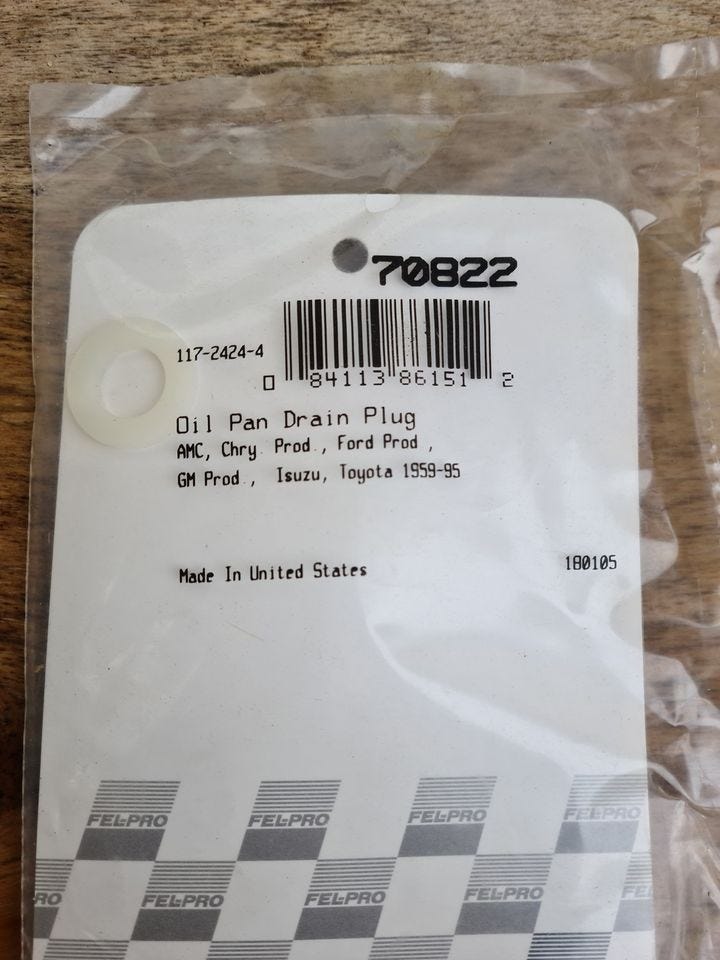 70822
117-2424-4
0 84113 86151 2
Oil Pan Drain Plug
AMC, Chry. Prod., Ford Prod.,
GM Prod., Isuzu, Toyota 1959-95
Made In United States
180105
FEL-PRO FEL-PRO FEL-PRO FEL-PRO
RO FEL-PRO FEL-PRO FEL-PRO FE